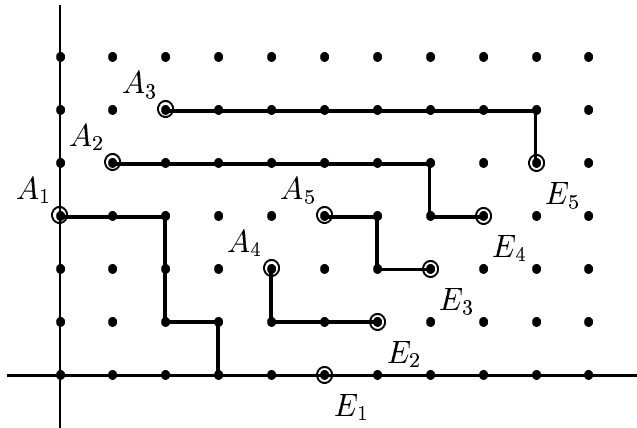 A₃
A₂
A₁ A₅ E₅
A₄ E₄
E₃
E₂
E₁